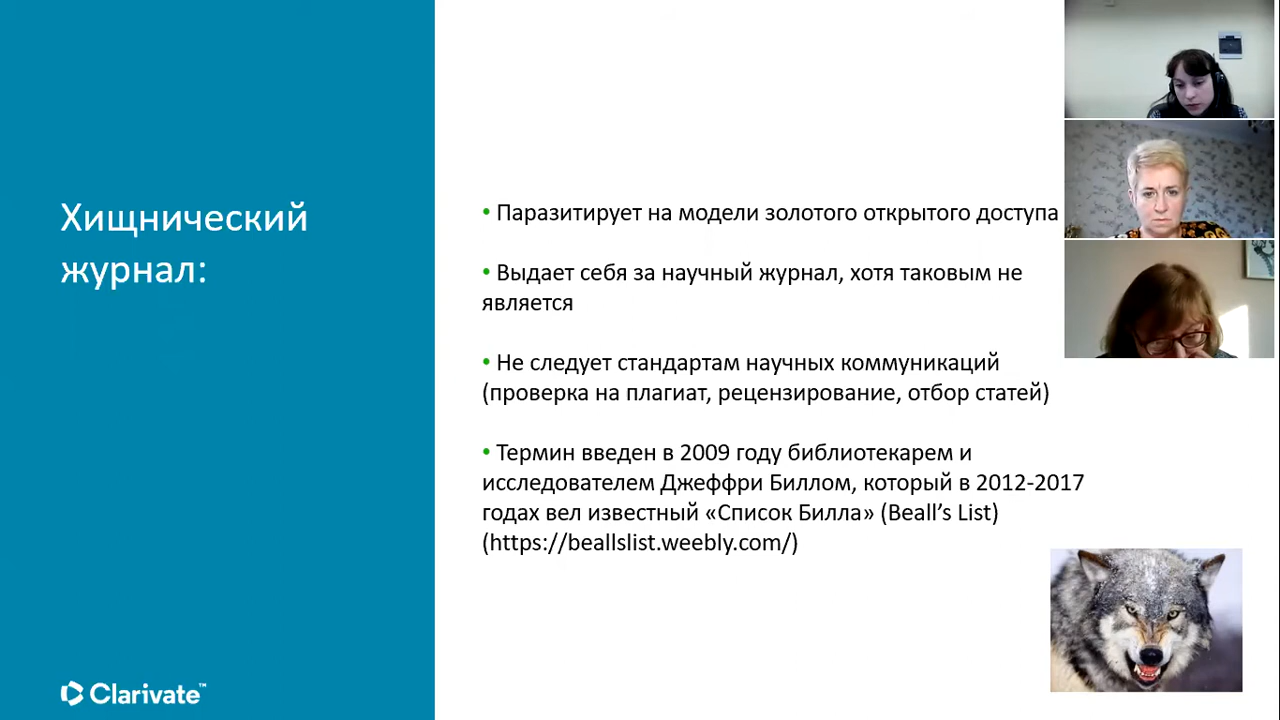 Хищнический
журнал:
• Паразитирует на модели золотого открытого доступа
• Выдает себя за научный журнал, хотя таковым не
является
• Не следует стандартам научных коммуникаций
(проверка на плагиат, рецензирование, отбор статей)
• Термин введен в 2009 году библиотекарем и
исследователем Джеффри Биллом, который в 2012-2017
годах вел известный «Список Билла» (Beall’s List)
(https://beallslist.weebly.com/)
Clarivate™